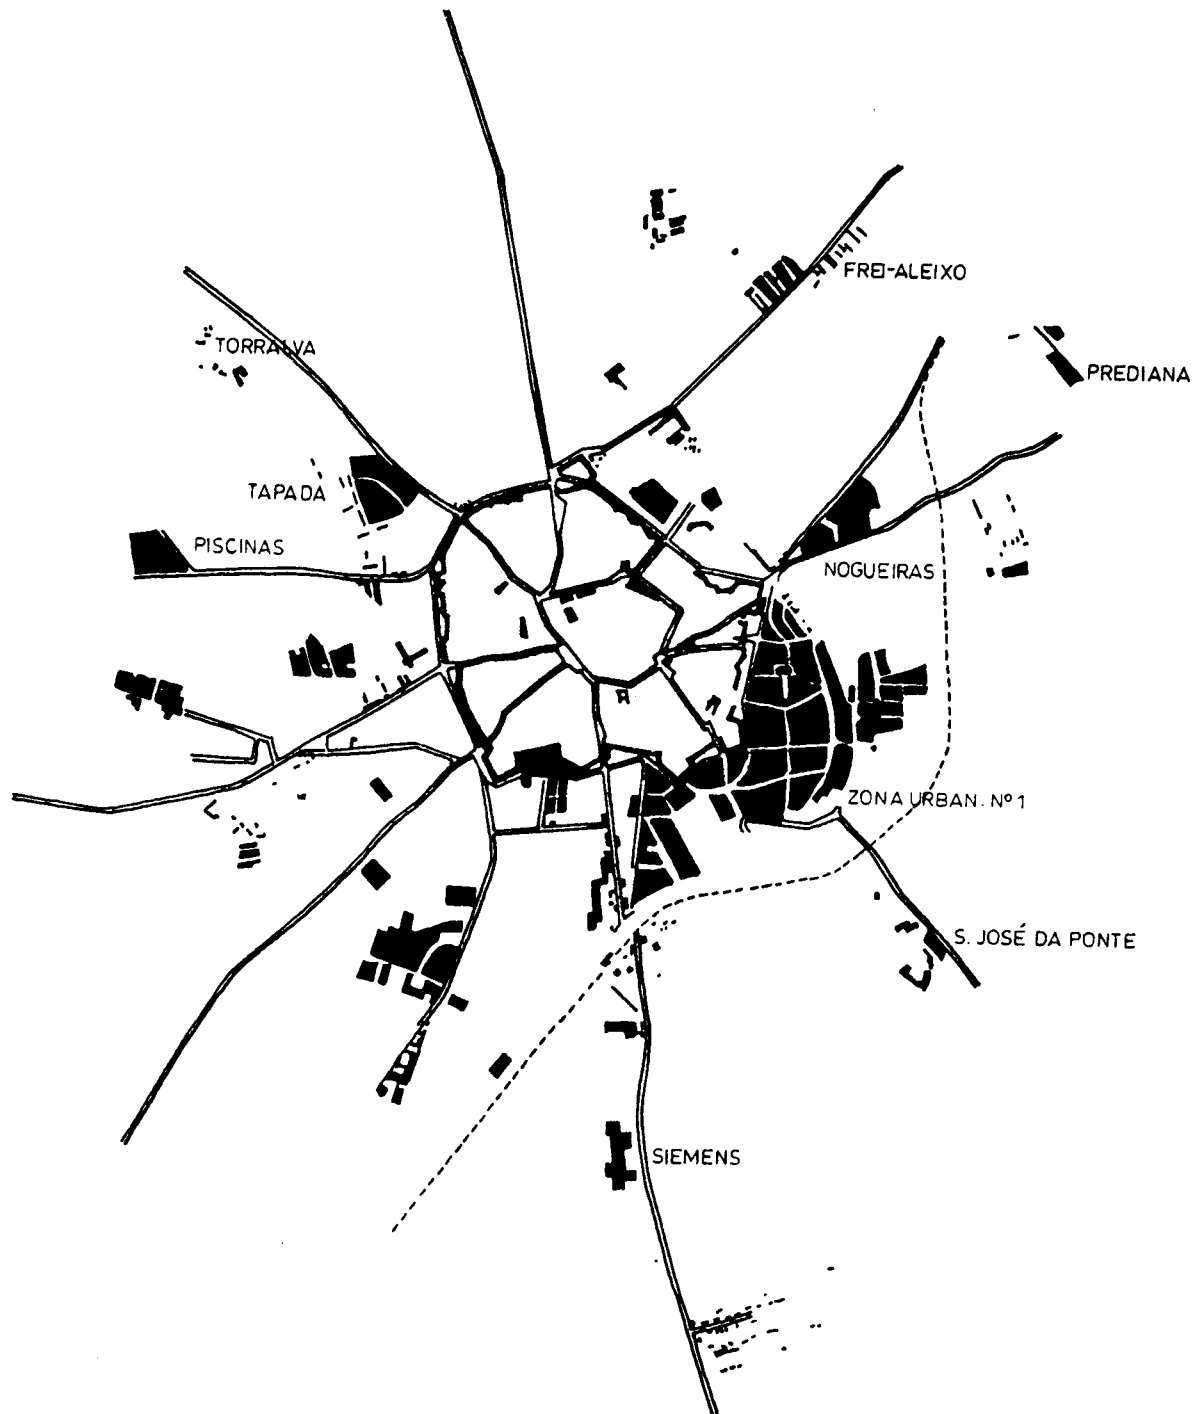 FREI-ALEIXO
TORRALVA
PREDIANA
TAPADA
PISCINAS
NOGUEIRAS
ZONA URBAN. Nº 1
S. JOSÉ DA PONTE
SIEMENS